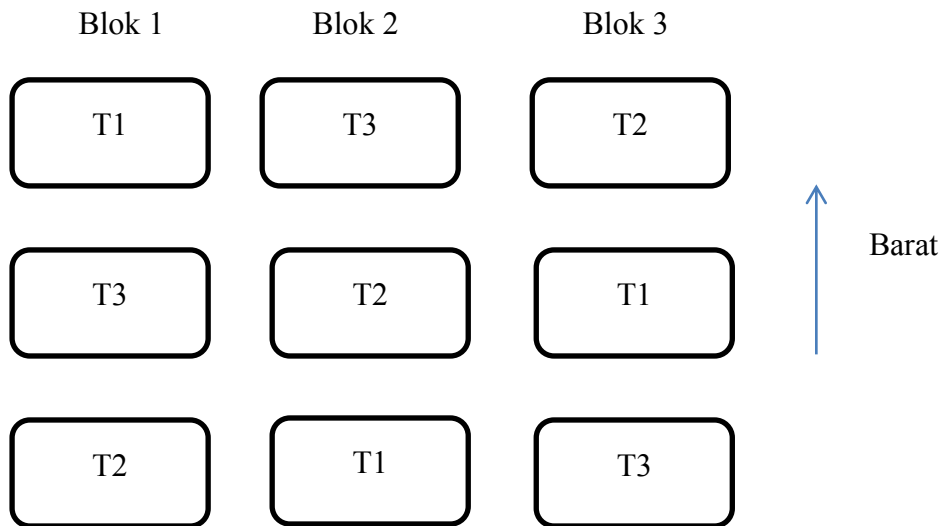 Blok 1 Blok 2 Blok 3
T1 T3 T2
Barat
T3 T2 T1
T2 T1 T3